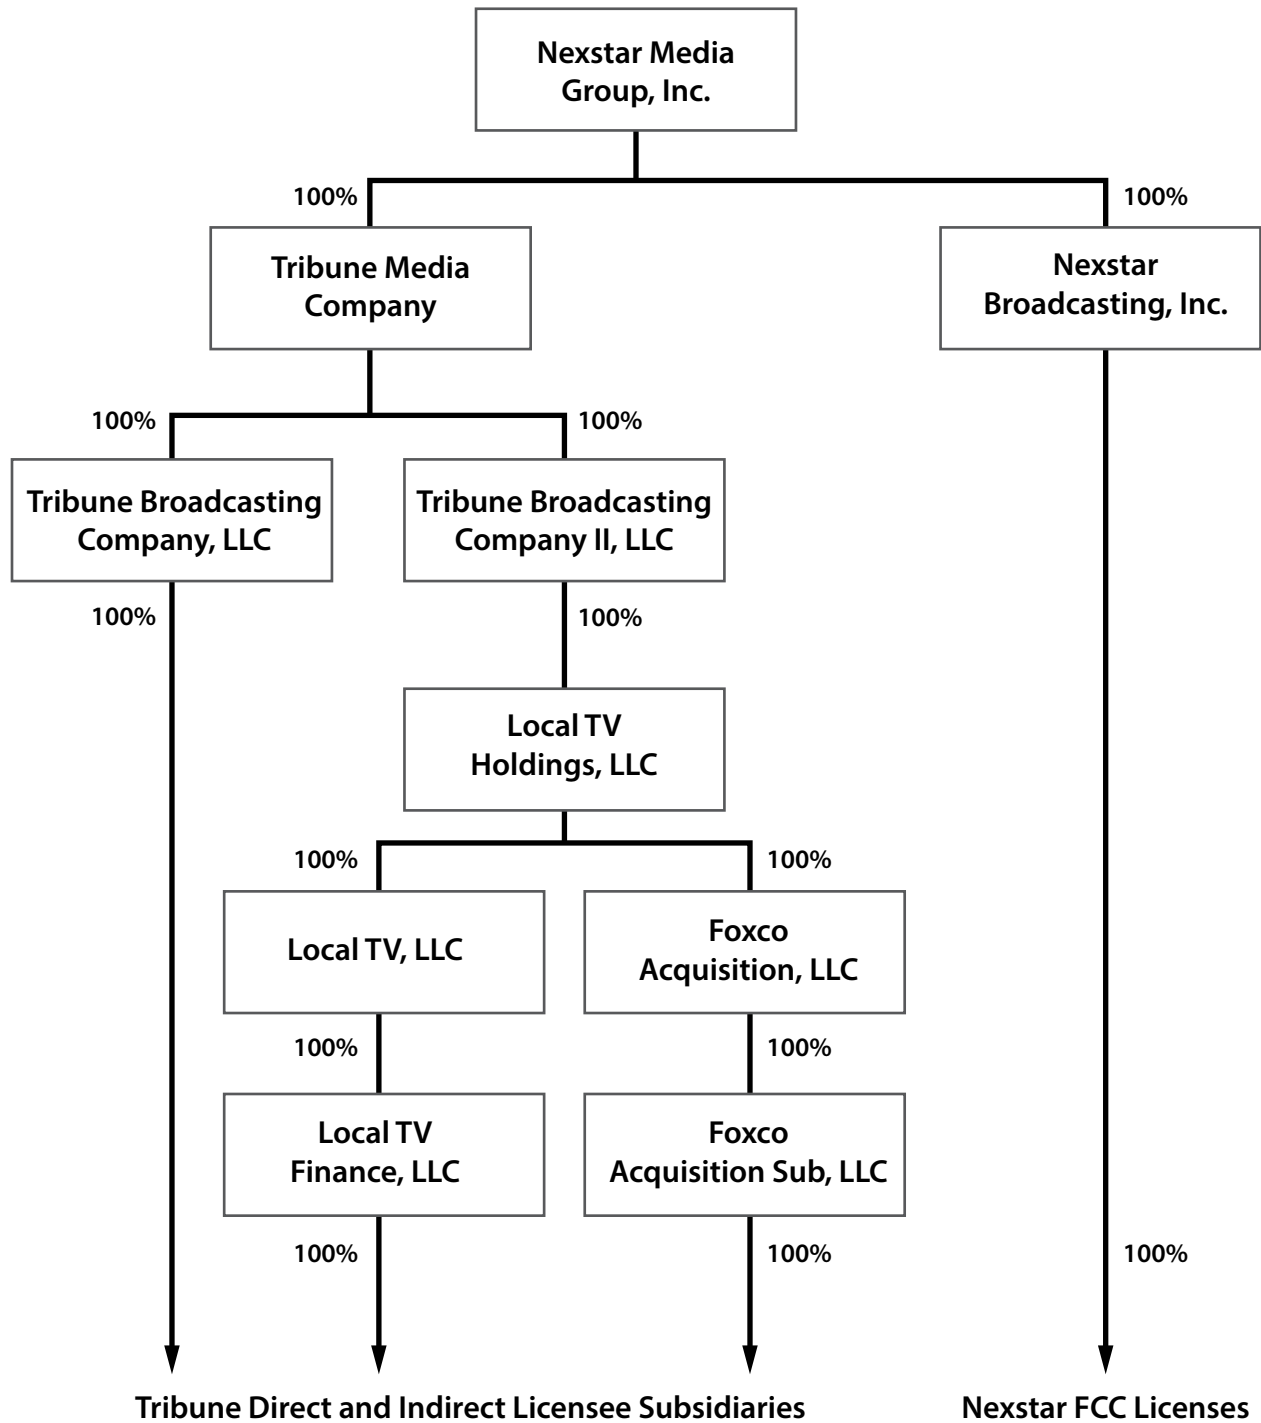 Nexstar Media
Group, Inc.
100%
100%
Tribune Media
Company
Nexstar
Broadcasting, Inc.
100%
100%
Tribune Broadcasting
Company, LLC
Tribune Broadcasting
Company II, LLC
100%
100%
Local TV
Holdings, LLC
100%
100%
Local TV, LLC
Foxco
Acquisition, LLC
100%
100%
Local TV
Finance, LLC
Foxco
Acquisition Sub, LLC
100%
100%
100%
Tribune Direct and Indirect Licensee Subsidiaries
Nexstar FCC Licenses